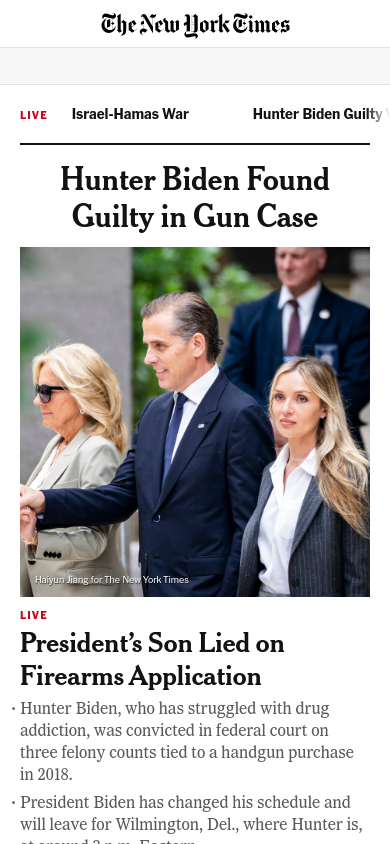 The New York Times
LIVE Israel-Hamas War Hunter Biden Guilty
Hunter Biden Found
Guilty in Gun Case
Haiyun Jiang for The New York Times
LIVE
President's Son Lied on
Firearms Application
• Hunter Biden, who has struggled with drug
addiction, was convicted in federal court on
three felony counts tied to a handgun purchase
in 2018.
• President Biden has changed his schedule and
will leave for Wilmington, Del., where Hunter is,